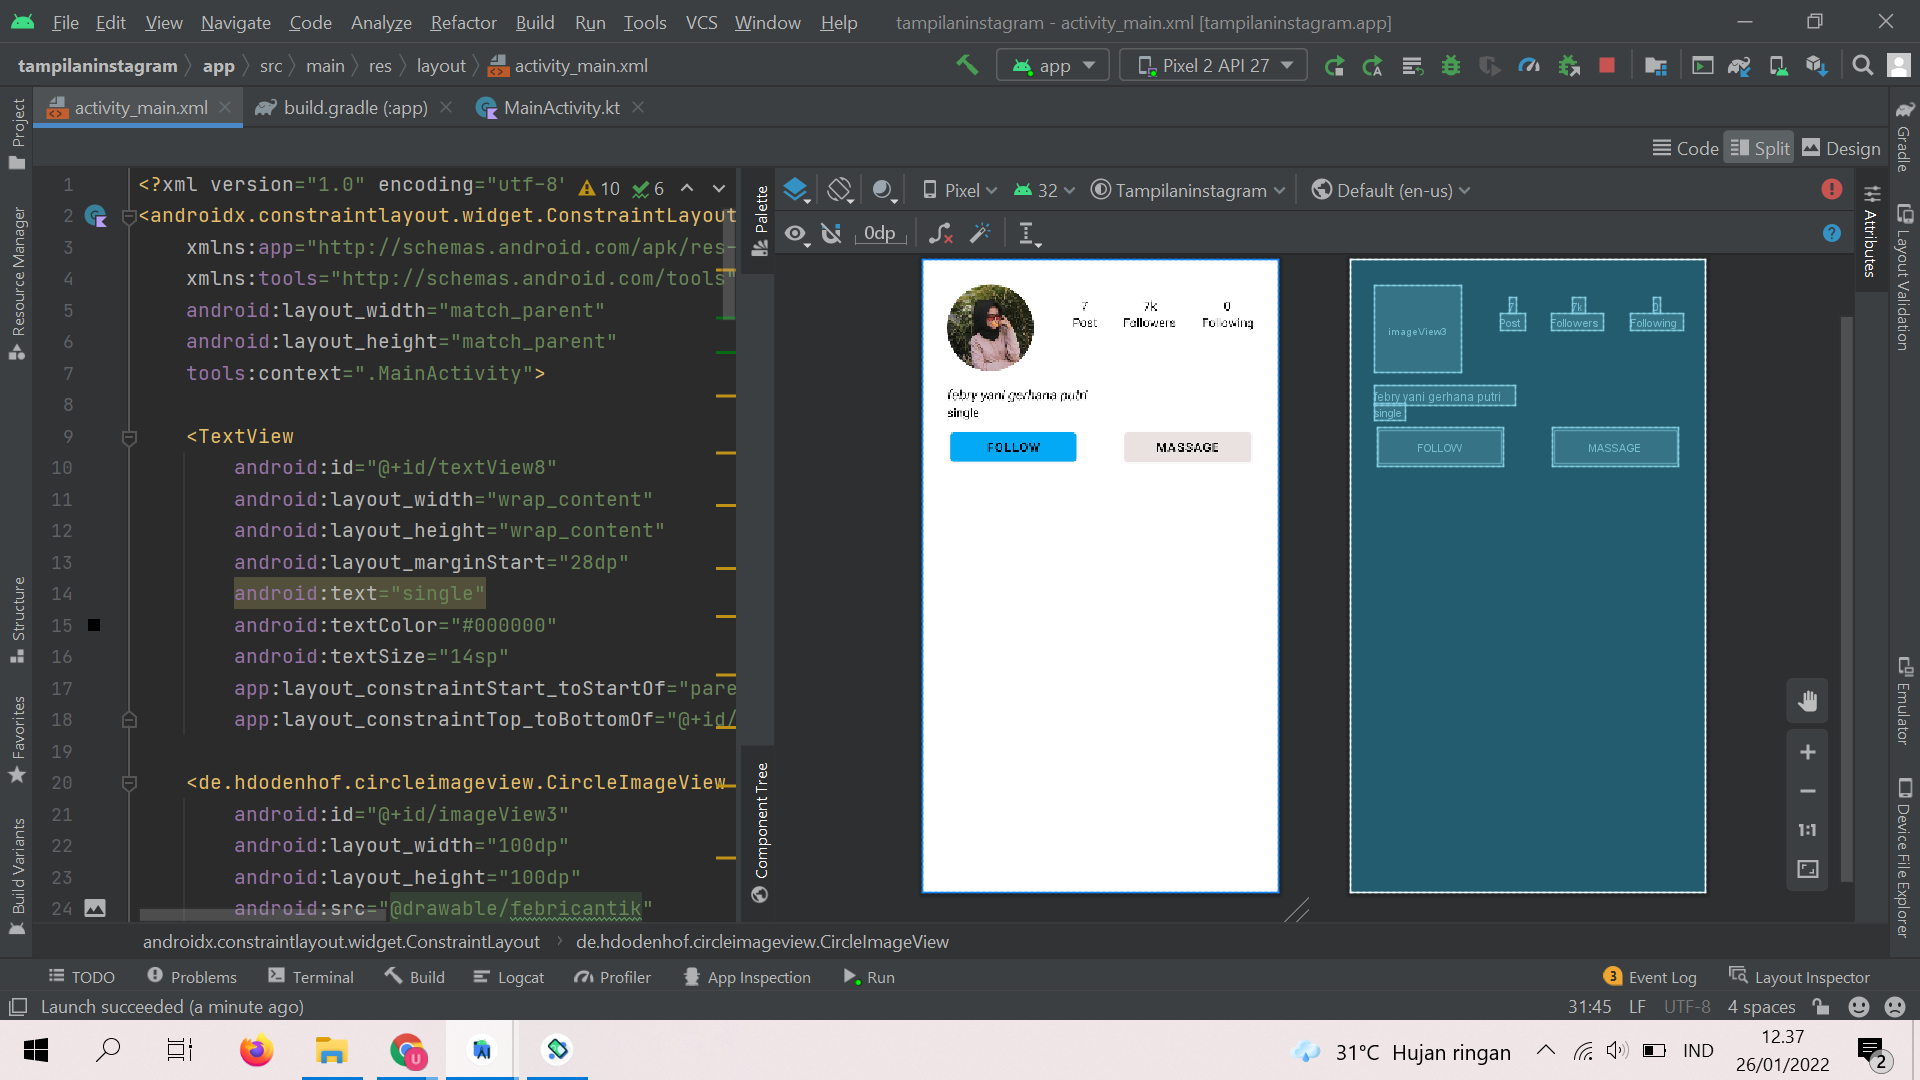 File Edit View Navigate Code Analyze Refactor Build Run Tools VCS Window Help tampilaninstagram - activity_main.xml [tampilaninstagram.app]
tampilaninstagram app src main res layout activity_main.xml app Pixel 2 API 27
activity_main.xml build.gradle (:app) MainActivity.kt
Code Split Design
Project
Resource Manager
Structure
Favorites
Build Variants
1 <?xml version="1.0" encoding="utf-8" 10 6
2 <androidx.constraintlayout.widget.ConstraintLayout
3 xmlns:app="http://schemas.android.com/apk/res-
4 xmlns:tools="http://schemas.android.com/tools"
5 android:layout_width="match_parent"
6 android:layout_height="match_parent"
7 tools:context=".MainActivity">
8
9 <TextView
10 android:id="@+id/textView8"
11 android:layout_width="wrap_content"
12 android:layout_height="wrap_content"
13 android:layout_marginStart="28dp"
14 android:text="single"
15 android:textColor="#000000"
16 android:textSize="14sp"
17 app:layout_constraintStart_toStartOf="pare
18 app:layout_constraintTop_toBottomOf="@+id/
19
20 <de.hdodenhof.circleimageview.CircleImageView
21 android:id="@+id/imageView3"
22 android:layout_width="100dp"
23 android:layout_height="100dp"
24 android:src="@drawable/febricantik"
Palette
Component Tree
Pixel 32 Tampilaninstagram Default (en-us)
0dp
7 7k 0
Post Followers Following
febry yani gerhana putri
single
FOLLOW MASSAGE
7 7k 0
imageView3 Post Followers Following
febry yani gerhana putri
single
FOLLOW MASSAGE
1:1
Attributes
Gradle
Layout Validation
Emulator
Device File Explorer
androidx.constraintlayout.widget.ConstraintLayout de.hdodenhof.circleimageview.CircleImageView
TODO Problems Terminal Build Logcat Profiler App Inspection Run 3 Event Log Layout Inspector
Launch succeeded (a minute ago) 31:45 LF UTF-8 4 spaces
31°C Hujan ringan IND 12.37
26/01/2022 2